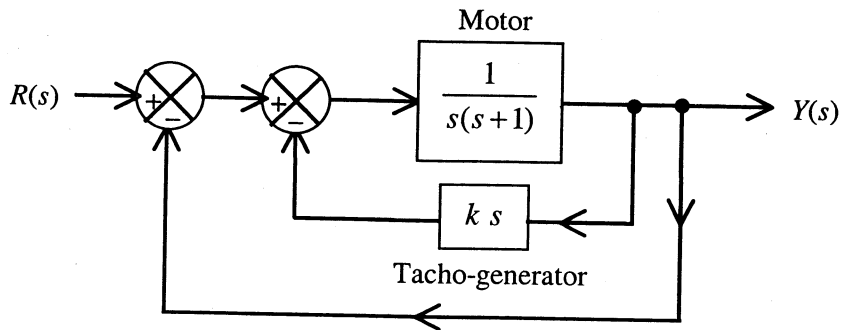 Motor
R(s) + − + − 1/s(s+1) Y(s)
k s
Tacho-generator